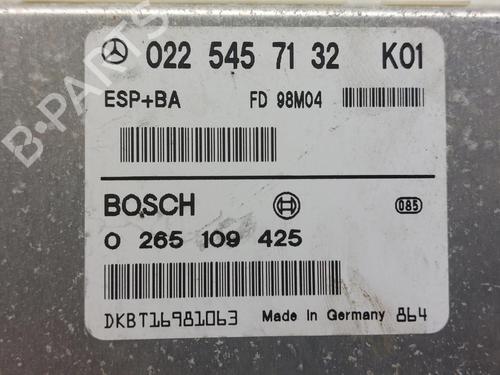 022 545 71 32 K01
ESP+BA FD 98M04
BOSCH 085
0 265 109 425
DKBT16981063 Made in Germany 864
B-PARTS